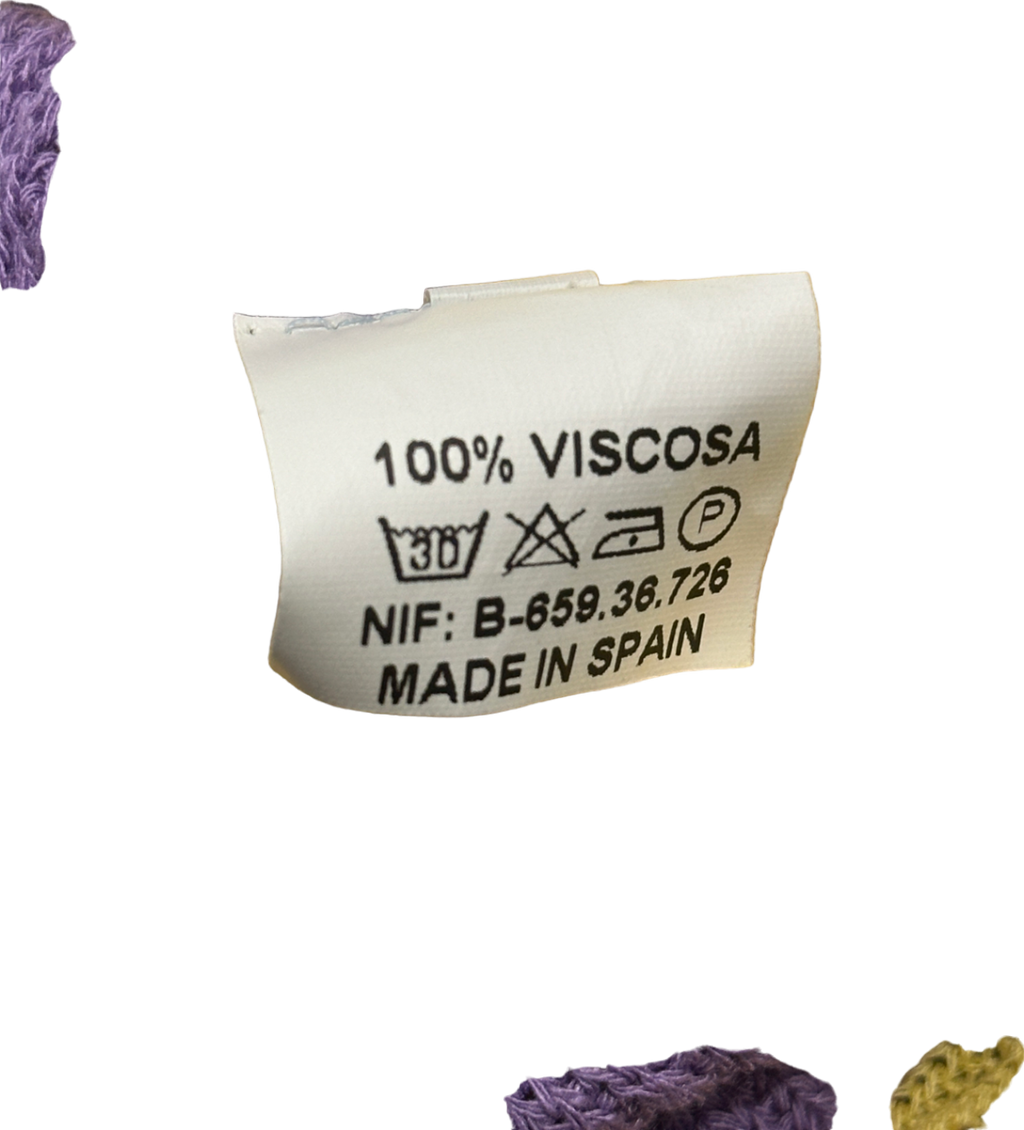 100% VISCOSA
30 P
NIF: B-659.36.726
MADE IN SPAIN